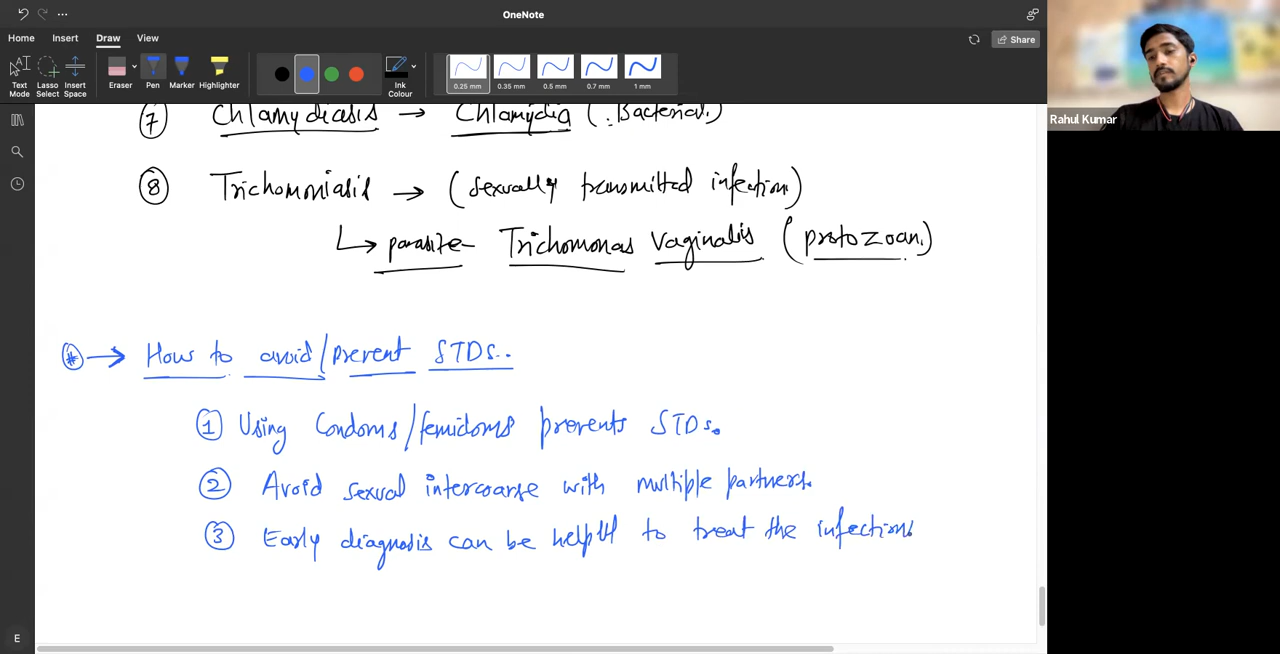 OneNote
Home Insert Draw View
Share
Text Mode Lasso Select Insert Space Eraser Pen Marker Highlighter 0.25 mm 0.35 mm 0.5 mm 0.7 mm 1 mm Ink Colour
Rahul Kumar
7 Chlamydiasis → Chlamydia (Bacterial.)
8 Trichomoniasis → (sexually transmitted infection)
↳ parasite Trichomonas vaginalis (protozoan.)
* → How to avoid/prevent STDs..
1 Using Condoms/femidoms prevents STDs.
2 Avoid sexual intercoarse with multiple partners.
3 Early diagnosis can be helpful to treat the infections
E